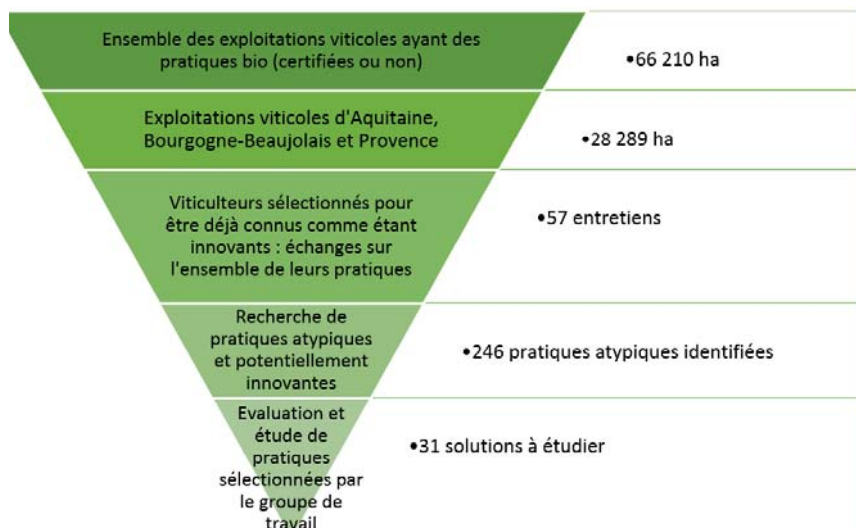 Ensemble des exploitations viticoles ayant des
pratiques bio (certifiées ou non)
•66 210 ha
Exploitations viticoles d'Aquitaine,
Bourgogne-Beaujolais et Provence
•28 289 ha
Viticulteurs sélectionnés pour
être déjà connus comme étant
innovants : échanges sur
l'ensemble de leurs pratiques
•57 entretiens
Recherche de
pratiques atypiques
et potentiellement
innovantes
•246 pratiques atypiques identifiées
Evaluation et
étude de
pratiques
sélectionnées par
le groupe de
travail
•31 solutions à étudier